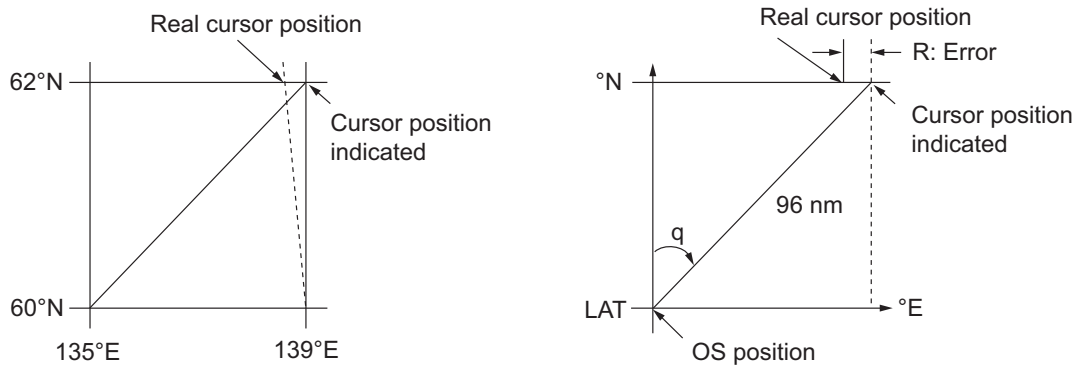 Real cursor position
62°N
Cursor position
indicated
60°N
135°E
139°E
Real cursor position
R: Error
°N
Cursor position
indicated
96 nm
q
LAT
°E
OS position